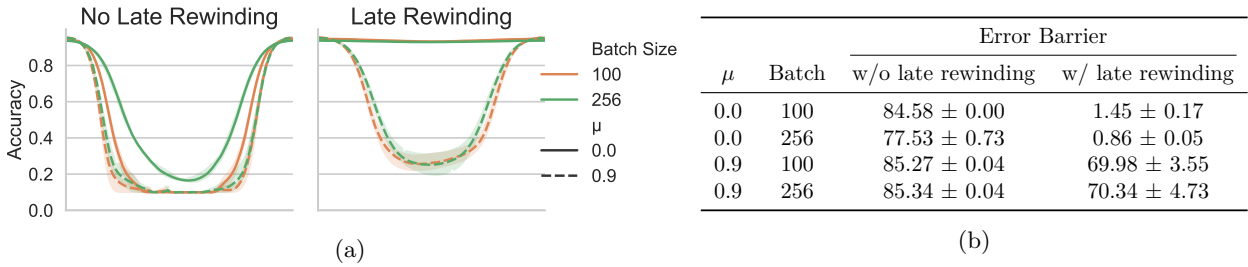 No Late Rewinding
Late Rewinding
Accuracy
0.8
0.6
0.4
0.2
0.0
Batch Size
100
256
μ
0.0
0.9
(a)
Error Barrier
μ Batch w/o late rewinding w/ late rewinding
0.0 100 84.58 ± 0.00 1.45 ± 0.17
0.0 256 77.53 ± 0.73 0.86 ± 0.05
0.9 100 85.27 ± 0.04 69.98 ± 3.55
0.9 256 85.34 ± 0.04 70.34 ± 4.73
(b)